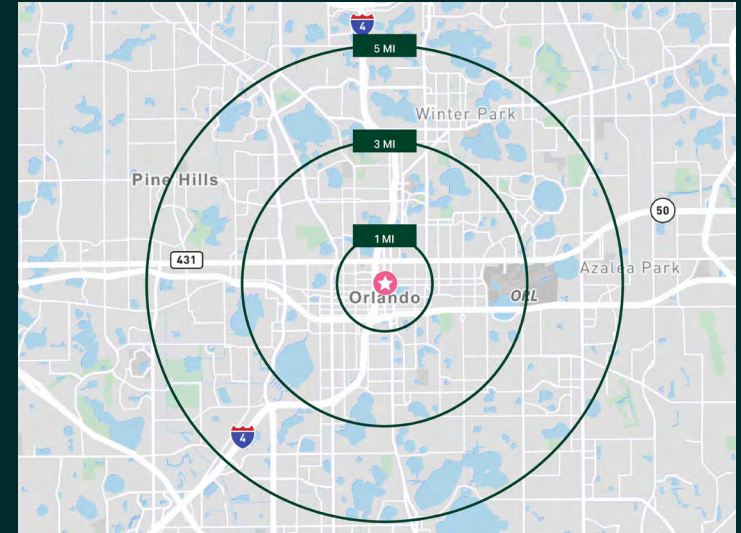 4
5 MI
Winter Park
3 MI
Pine Hills
50
1 MI
431
Azalea Park
ORL
Orlando
4